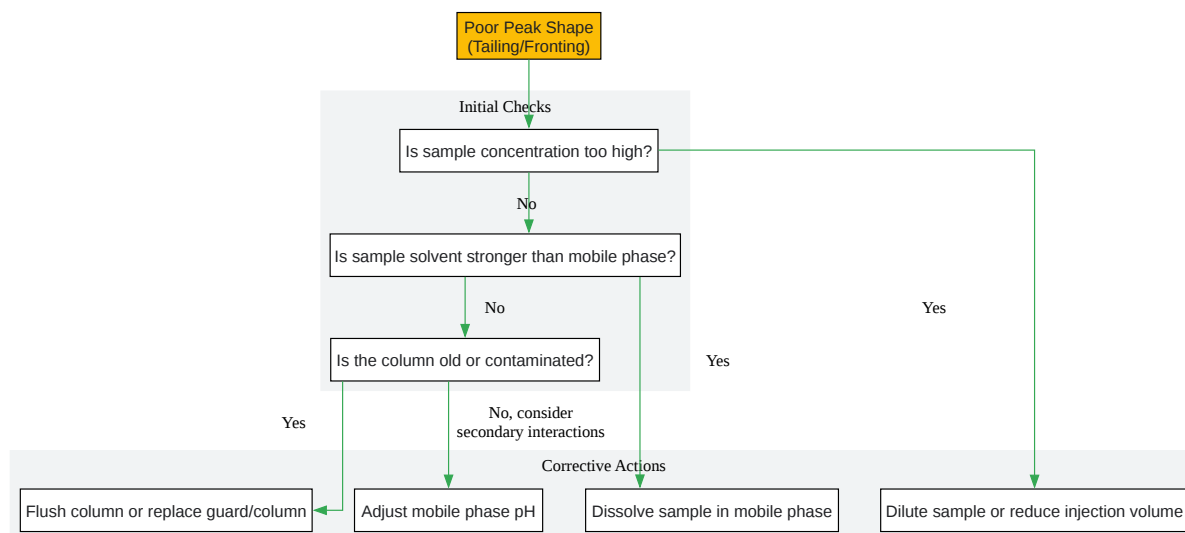 Poor Peak Shape
(Tailing/Fronting)
Initial Checks
Is sample concentration too high?
No
Is sample solvent stronger than mobile phase?
No
Yes
Is the column old or contaminated?
Yes
Yes
No, consider
secondary interactions
Corrective Actions
Flush column or replace guard/column
Adjust mobile phase pH
Dissolve sample in mobile phase
Dilute sample or reduce injection volume